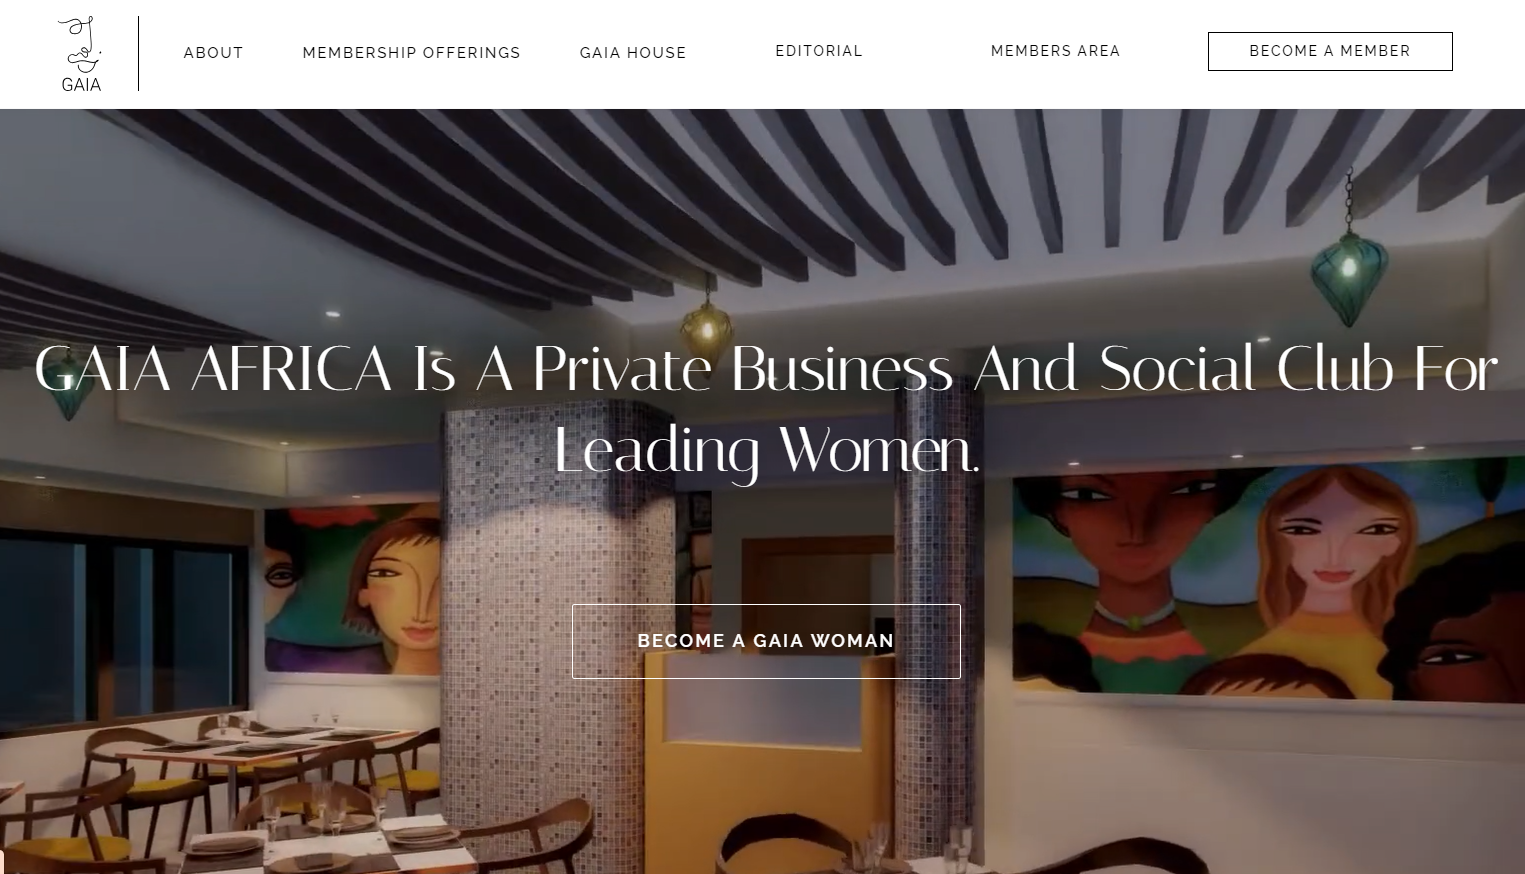 GAIA
ABOUT
MEMBERSHIP OFFERINGS
GAIA HOUSE
EDITORIAL
MEMBERS AREA
BECOME A MEMBER
GAIA AFRICA Is A Private Business And Social Club For
Leading Women.
BECOME A GAIA WOMAN